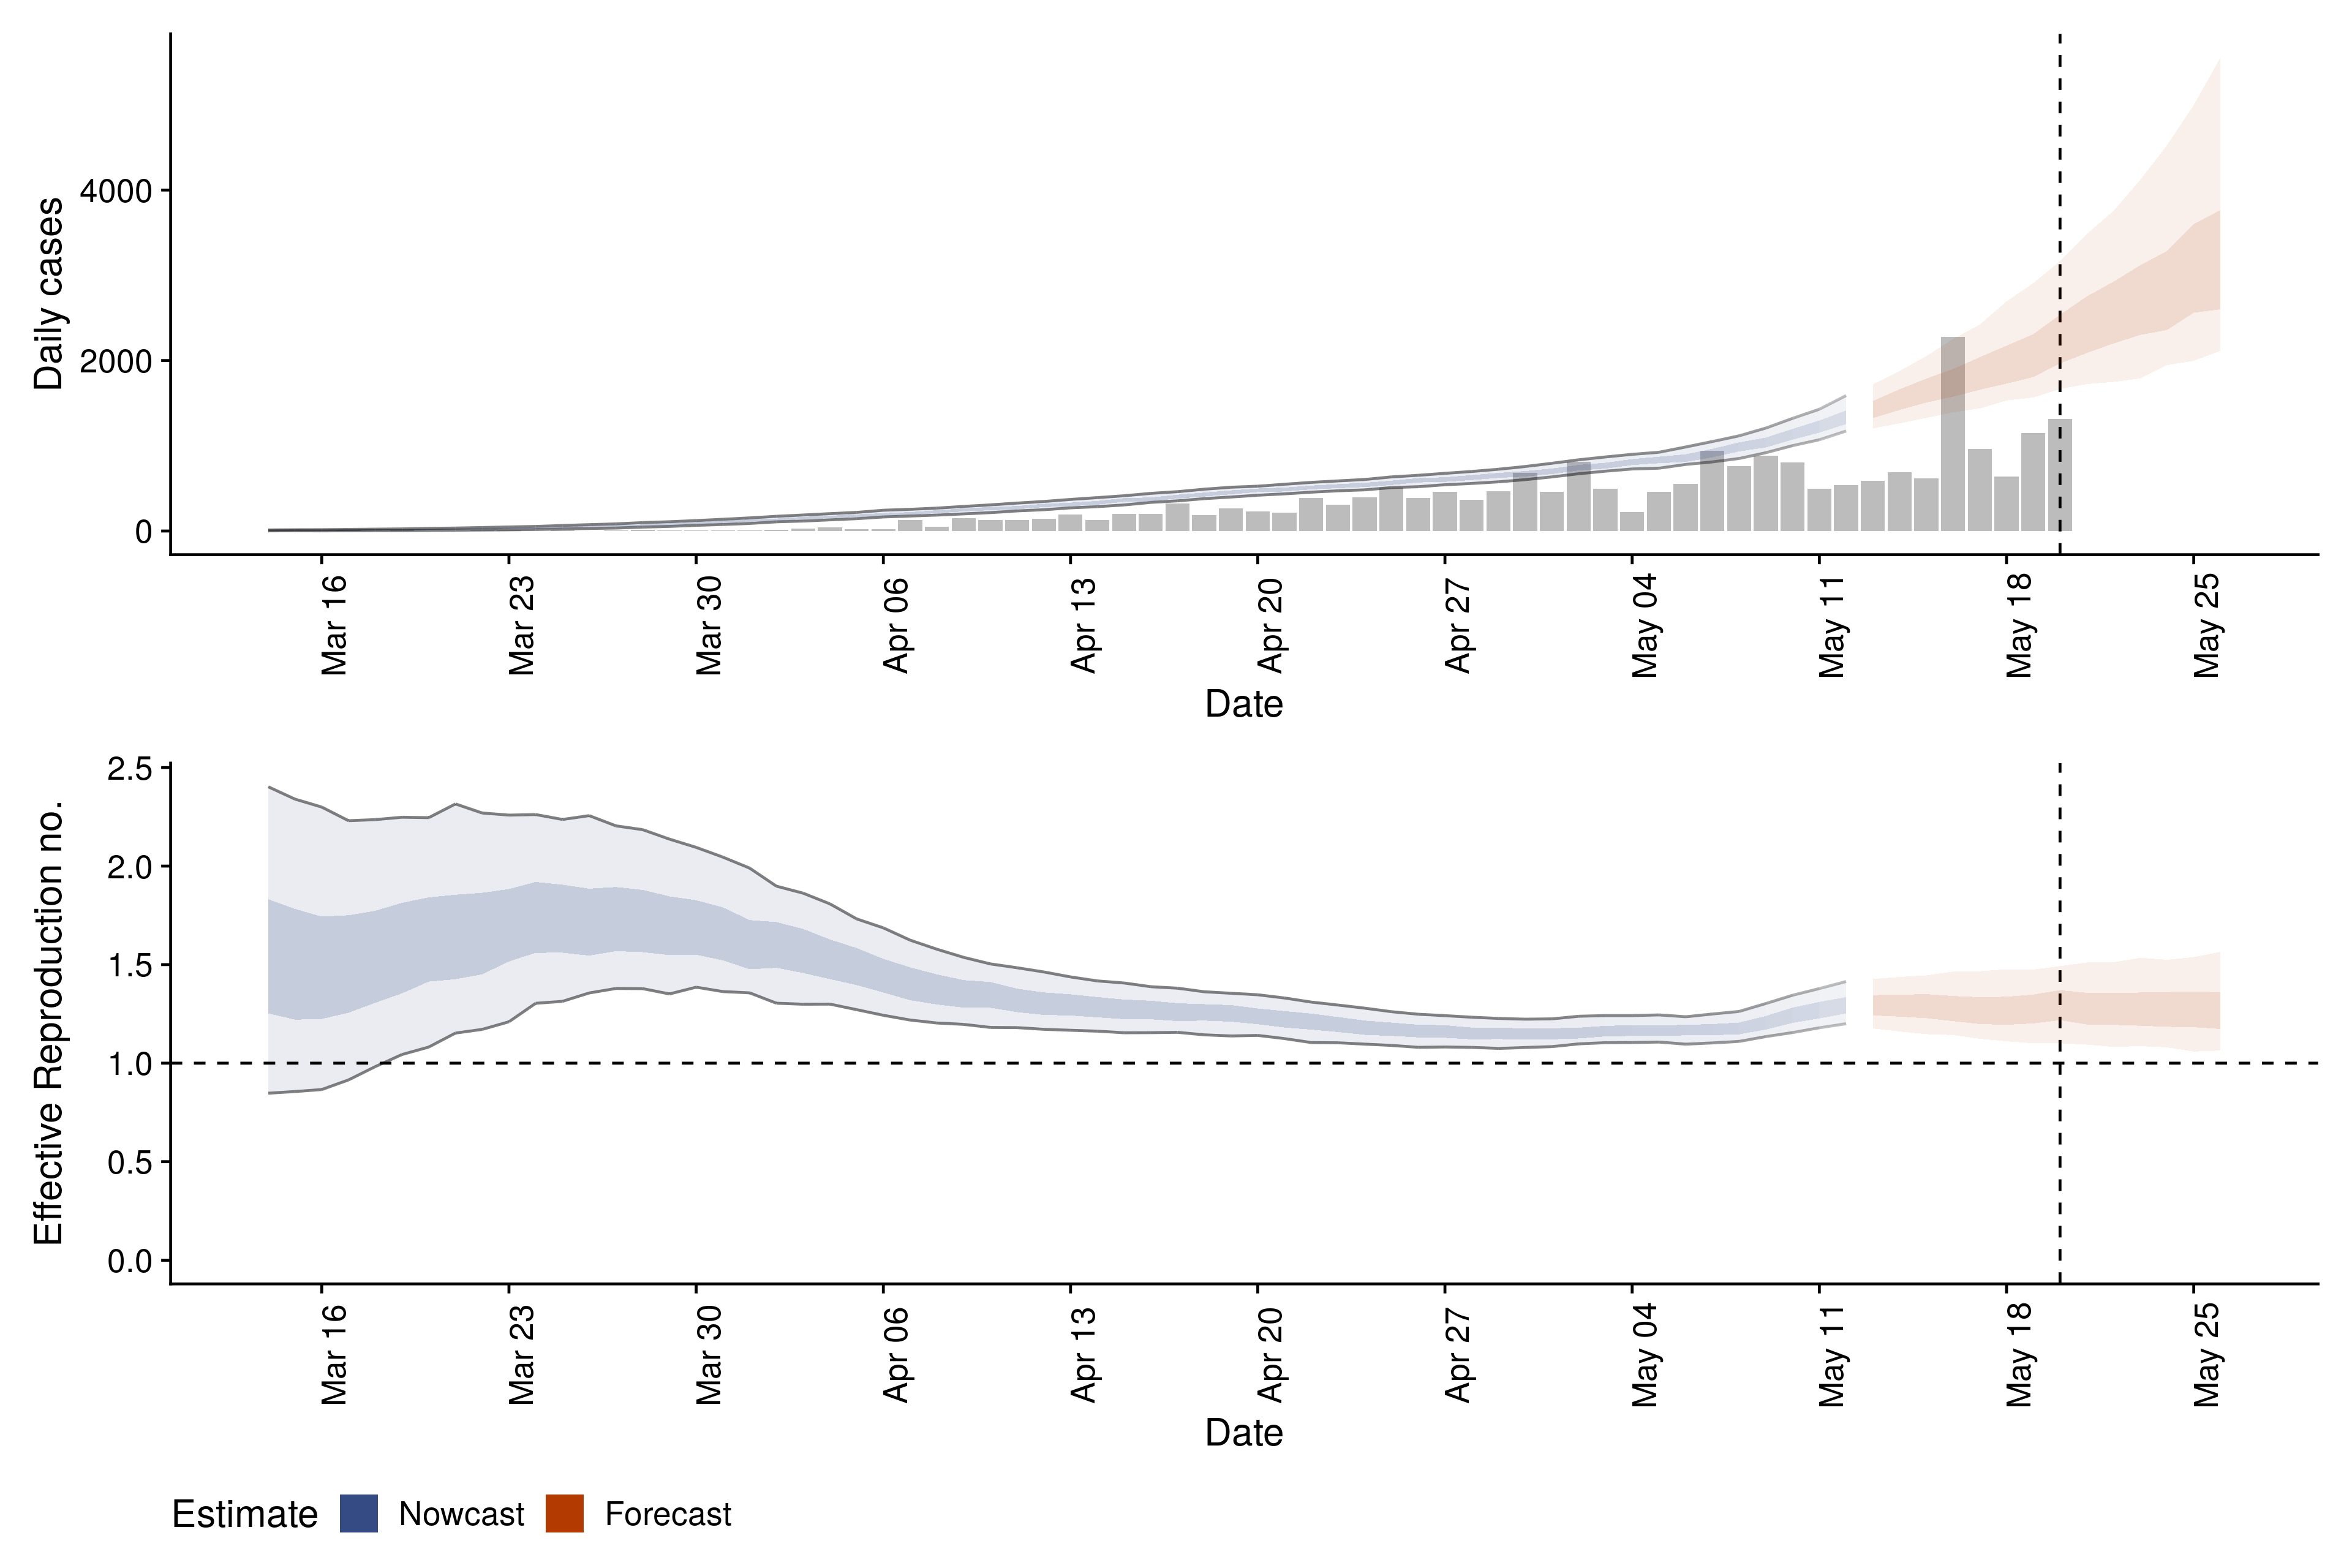 Daily cases
4000
2000
0
Mar 16
Mar 23
Mar 30
Apr 06
Apr 13
Apr 20
Apr 27
May 04
May 11
May 18
May 25
Date
Effective Reproduction no.
2.5
2.0
1.5
1.0
0.5
0.0
Mar 16
Mar 23
Mar 30
Apr 06
Apr 13
Apr 20
Apr 27
May 04
May 11
May 18
May 25
Date
Estimate Nowcast Forecast